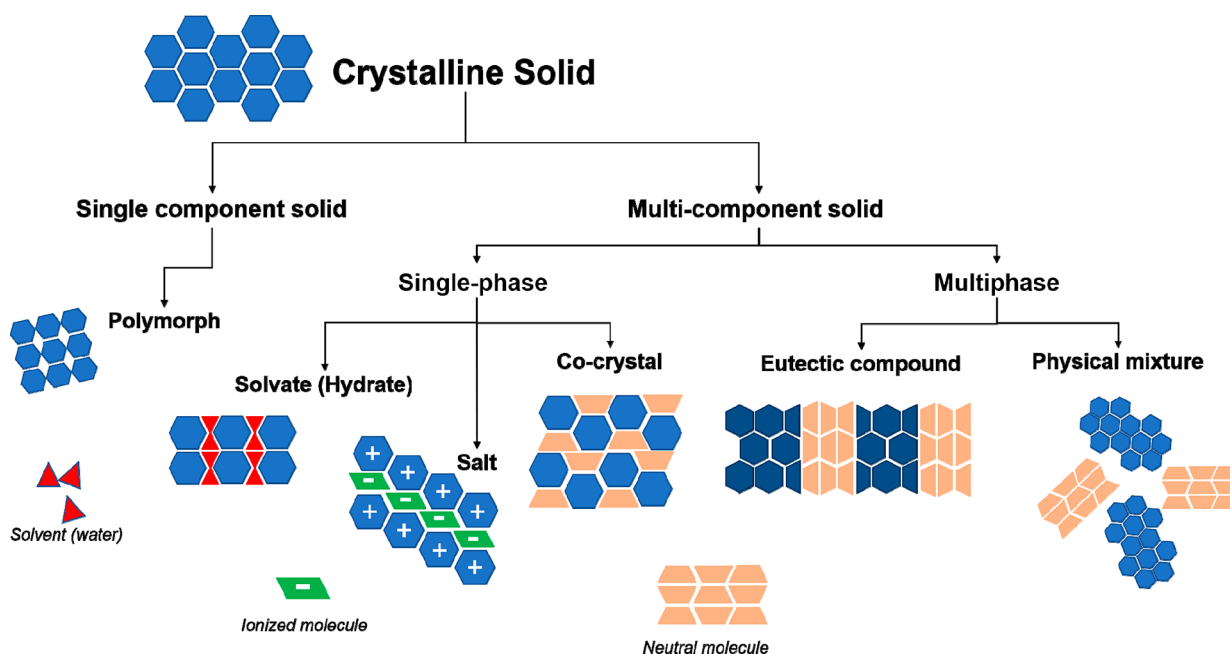 Crystalline Solid
Single component solid
Multi-component solid
Single-phase
Multiphase
Polymorph
Solvate (Hydrate)
Co-crystal
Eutectic compound
Physical mixture
Salt
+
-
+
-
+
-
+
-
+
+
+
+
Solvent (water)
-
Ionized molecule
Neutral molecule